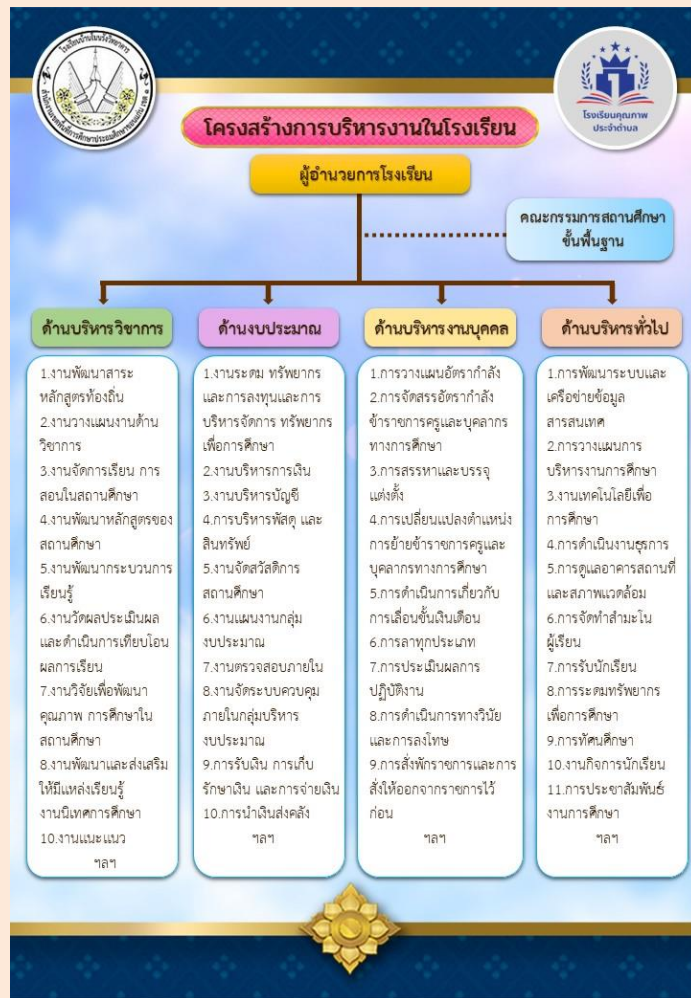 โรงเรียนคุณภาพ
ประจำตำบล
โครงสร้างการบริหารงานในโรงเรียน
ผู้อำนวยการโรงเรียน
คณะกรรมการสถานศึกษา
ขั้นพื้นฐาน
ด้านบริหารวิชาการ
1.งานพัฒนาสาระ
หลักสูตรท้องถิ่น
2.งานวางแผนงานด้าน
วิชาการ
3.งานจัดการเรียน การ
สอนในสถานศึกษา
4.งานพัฒนาหลักสูตรของ
สถานศึกษา
5.งานพัฒนากระบวนการ
เรียนรู้
6.งานวัดผลประเมินผล
และดำเนินการเทียบโอน
ผลการเรียน
7.งานวิจัยเพื่อพัฒนา
คุณภาพ การศึกษาใน
สถานศึกษา
8.งานพัฒนาและส่งเสริม
ให้มีแหล่งเรียนรู้
งานนิเทศการศึกษา
10.งานแนะแนว
ฯลฯ
ด้านงบประมาณ
1.งานระดม ทรัพยากร
และการลงทุนและการ
บริหารจัดการ ทรัพยากร
เพื่อการศึกษา
2.งานบริหารการเงิน
3.งานบริหารบัญชี
4.การบริหารพัสดุ และ
สินทรัพย์
5.งานจัดสวัสดิการ
สถานศึกษา
6.งานแผนงานกลุ่ม
งบประมาณ
7.งานตรวจสอบภายใน
8.งานจัดระบบควบคุม
ภายในกลุ่มบริหาร
งบประมาณ
9.การรับเงิน การเก็บ
รักษาเงิน และการจ่ายเงิน
10.การนำเงินส่งคลัง
ฯลฯ
ด้านบริหารงานบุคคล
1.การวางแผนอัตรากำลัง
2.การจัดสรรอัตรากำลัง
ข้าราชการครูและบุคลากร
ทางการศึกษา
3.การสรรหาและบรรจุ
แต่งตั้ง
4.การเปลี่ยนแปลงตำแหน่ง
การย้ายข้าราชการครูและ
บุคลากรทางการศึกษา
5.การดำเนินการเกี่ยวกับ
การเลื่อนขั้นเงินเดือน
6.การลาทุกประเภท
7.การประเมินผลการ
ปฏิบัติงาน
8.การดำเนินการทางวินัย
และการลงโทษ
9.การสั่งพักราชการและการ
สั่งให้ออกจากราชการไว้
ก่อน
ฯลฯ
ด้านบริหารทั่วไป
1.การพัฒนาระบบและ
เครือข่ายข้อมูล
สารสนเทศ
2.การวางแผนการ
บริหารงานการศึกษา
3.งานเทคโนโลยีเพื่อ
การศึกษา
4.การดำเนินงานธุรการ
5.การดูแลอาคารสถานที่
และสภาพแวดล้อม
6.การจัดทำสำมะโน
ผู้เรียน
7.การรับนักเรียน
8.การระดมทรัพยากร
เพื่อการศึกษา
9.การทัศนศึกษา
10.งานกิจการนักเรียน
11.การประชาสัมพันธ์
งานการศึกษา
ฯลฯ